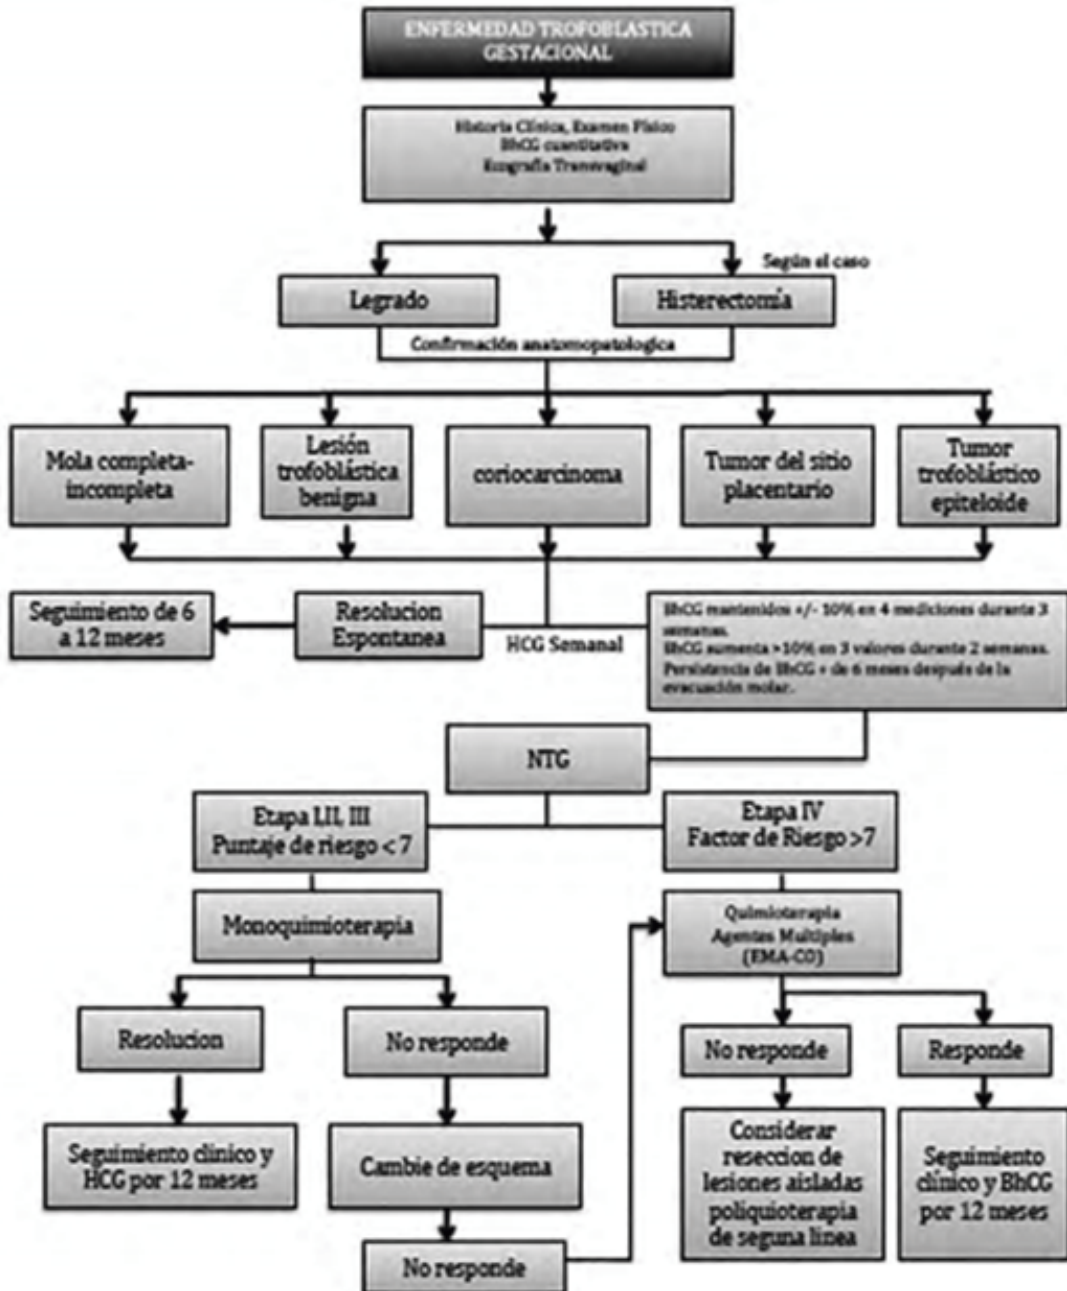 ENFERMEDAD TROFOBLASTICA
GESTACIONAL
Historia Clínica, Examen Físico
BhCG cuantitativa
Ecografía Transvaginal
Según el caso
Legrado
Histerectomía
Confirmación anatomopatologica
Mola completa-
incompleta
Lesión
trofoblástica
benigna
coriocarcinoma
Tumor del sitio
placentario
Tumor
trofoblástico
epiteloide
Seguimiento de 6
a 12 meses
Resolucion
Espontanea
HCG Semanal
BhCG mantenidos +/- 10% en 4 mediciones durante 3
semanas.
BhCG aumenta >10% en 3 valores durante 2 semanas.
Persistencia de BhCG + de 6 meses después de la
evacuación molar.
NTG
Etapa I,II, III
Puntaje de riesgo < 7
Etapa IV
Factor de Riesgo >7
Monoquimioterapia
Quimioterapia
Agentes Multiples
(EMA-CO)
Resolucion
No responde
No responde
Responde
Seguimiento clinico y
HCG por 12 meses
Cambie de esquema
Considerar
reseccion de
lesiones aisladas
poliquioterapia
de seguna linea
Seguimiento
clínico y BhCG
por 12 meses
No responde